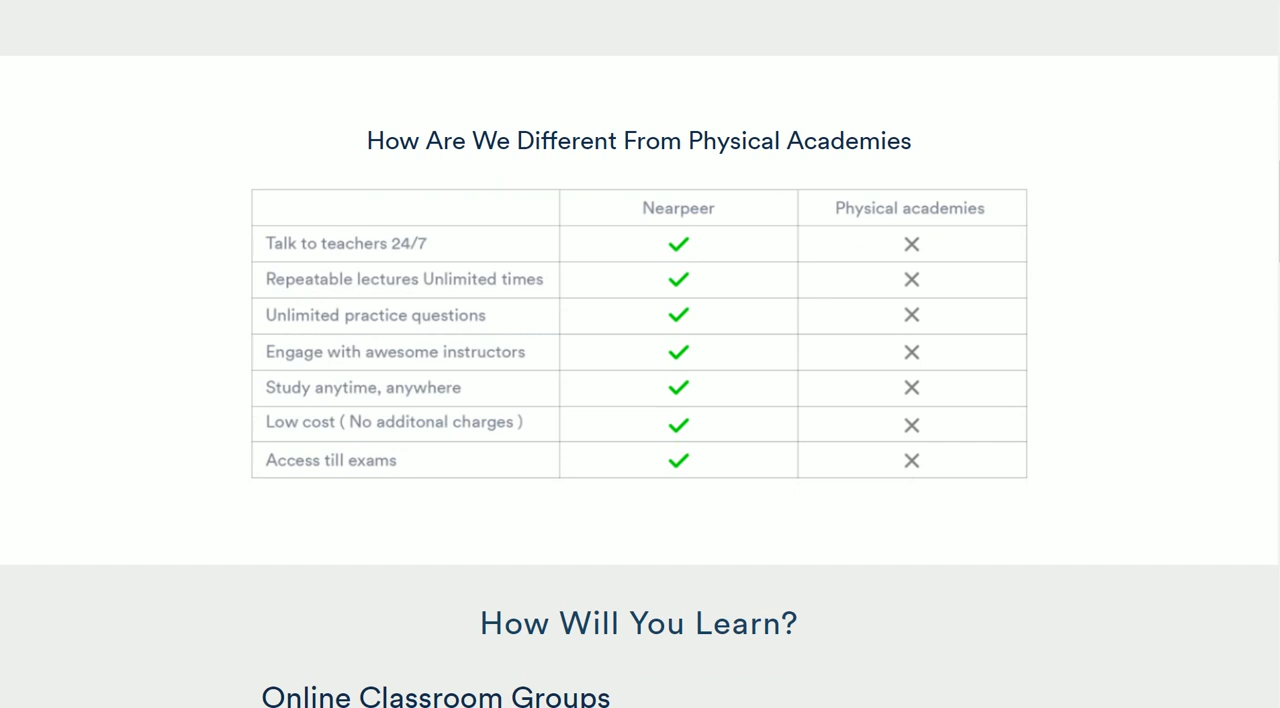 How Are We Different From Physical Academies
Nearpeer Physical academies
Talk to teachers 24/7
Repeatable lectures Unlimited times
Unlimited practice questions
Engage with awesome instructors
Study anytime, anywhere
Low cost ( No additonal charges )
Access till exams
How Will You Learn?
Online Classroom Groups